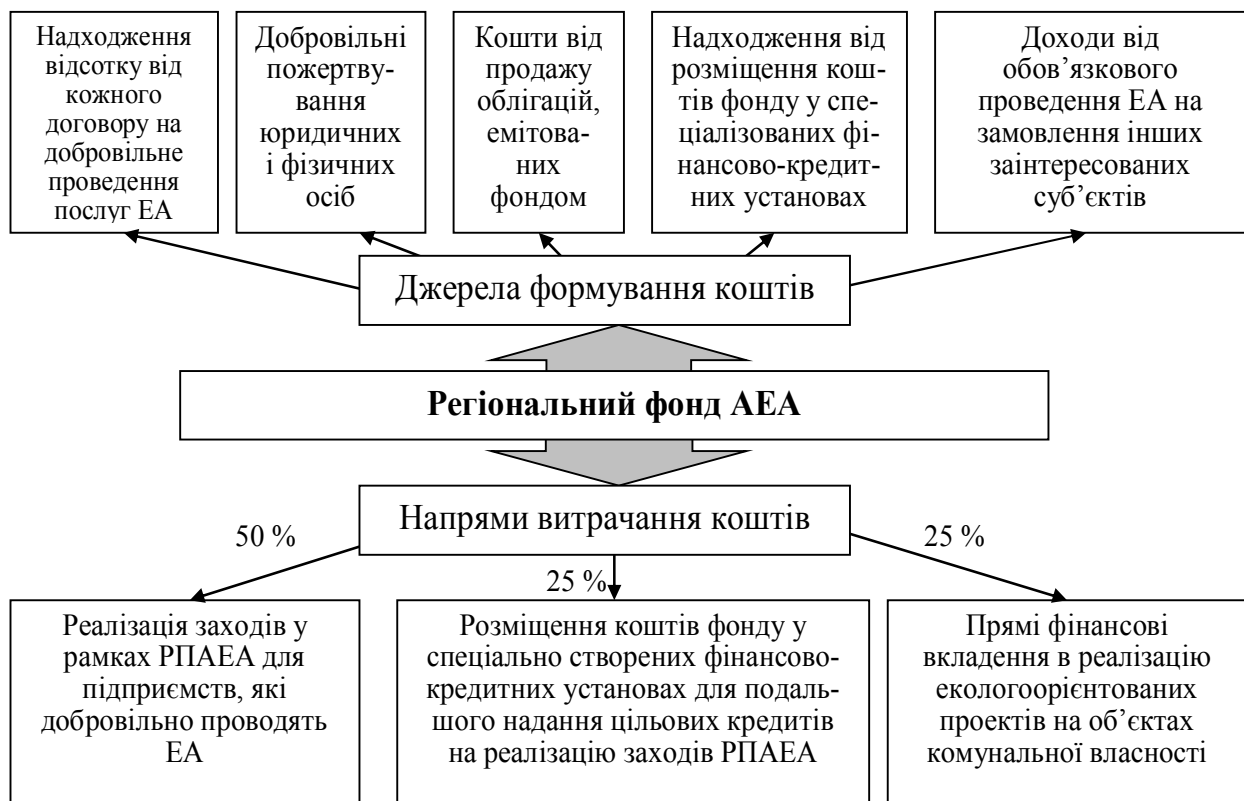 Надходження
відсотку від
кожного
договору на
добровільне
проведення
послуг ЕА
Добровільні
пожертву-
вання
юридичних
і фізичних
осіб
Кошти від
продажу
облігацій,
емітова-
них
фондом
Надходження від
розміщення кош-
тів фонду у спе-
ціалізованих фі-
нансово-кредит-
них установах
Доходи від
обов’язкового
проведення ЕА на
замовлення інших
заінтересованих
суб’єктів
Джерела формування коштів
Регіональний фонд АЕА
Напрями витрачання коштів
50 %
25 %
25 %
Реалізація заходів у
рамках РПАЕА для
підприємств, які
добровільно проводять
ЕА
Розміщення коштів фонду у
спеціально створених фінансово-
кредитних установах для подаль-
шого надання цільових кредитів
на реалізацію заходів РПАЕА
Прямі фінансові
вкладення в реалізацію
екологоорієнтованих
проектів на об’єктах
комунальної власності